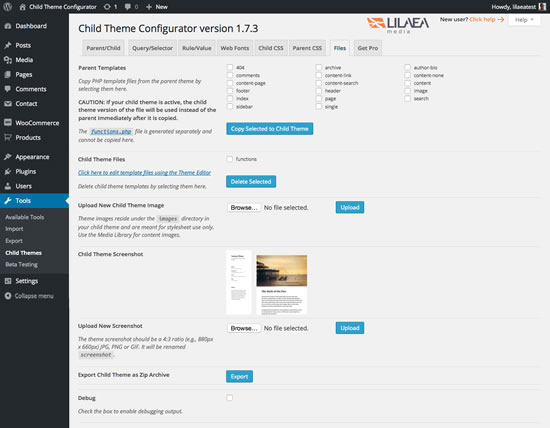 Child Theme Configurator 1 0 + New Howdy, lilaeatest
Dashboard
Posts
Media
Pages
Comments
Contact
WooCommerce
Products
Appearance
Plugins
Users
Tools
Available Tools
Import
Export
Child Themes
Beta Testing
Settings
Collapse menu
Child Theme Configurator version 1.7.3
LILAEA
media
New user? Click help
Help
Parent/Child Query/Selector Rule/Value Web Fonts Child CSS Parent CSS Files Get Pro
Parent Templates
Copy PHP template files from the parent theme by
selecting them here.
CAUTION: If your child theme is active, the child
theme version of the file will be used instead of the
parent immediately after it is copied.
The functions.php file is generated separately and
cannot be copied here.
404 archive author-bio
comments content-link content-none
content-page content-search content
footer header image
index page search
sidebar single
Copy Selected to Child Theme
Child Theme Files
Click here to edit template files using the Theme Editor
Delete child theme templates by selecting them here.
functions
Delete Selected
Upload New Child Theme Image
Theme images reside under the images directory in
your child theme and are meant for stylesheet use only.
Use the Media Library for content images.
Browse... No file selected. Upload
Child Theme Screenshot
Upload New Screenshot
The theme screenshot should be a 4:3 ratio (e.g., 880px
x 660px) JPG, PNG or GIF. It will be renamed
screenshot.
Browse... No file selected. Upload
Export Child Theme as Zip Archive
Export
Debug
Check the box to enable debugging output.